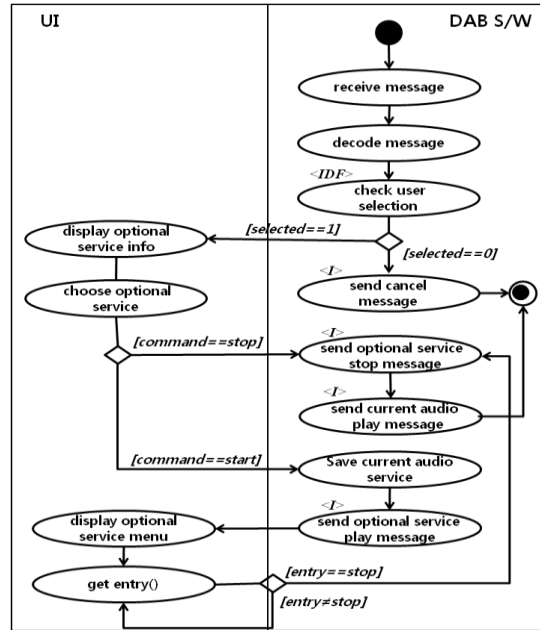 UI
DAB S/W
receive message
decode message
<IDF>
check user
selection
[selected==1]
display optional
service info
[selected==0]
<I>
send cancel
message
choose optional
service
<I>
[command==stop]
send optional service
stop message
<I>
send current audio
play message
[command==start]
Save current audio
service
<I>
display optional
service menu
send optional service
play message
[entry==stop]
get entry()
[entry≠stop]